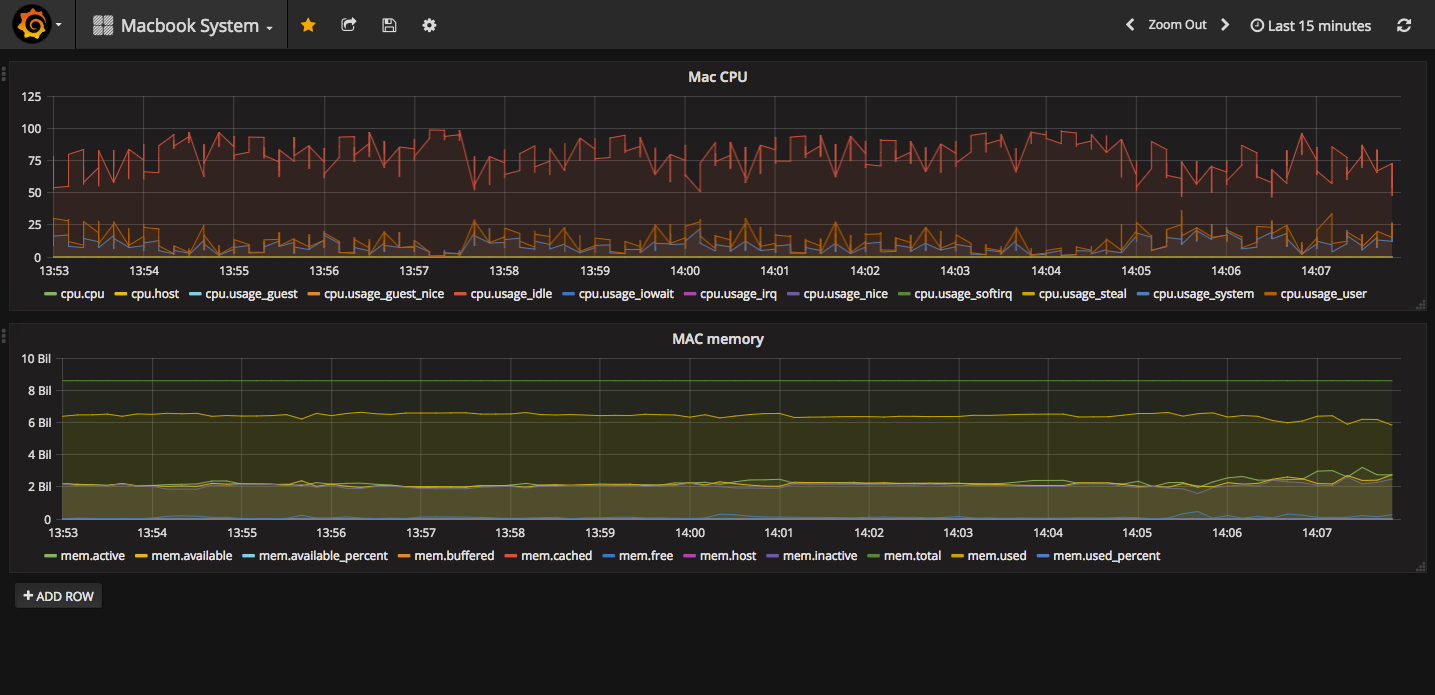 Macbook System
Zoom Out
Last 15 minutes
Mac CPU
125
100
75
50
25
0
13:53 13:54 13:55 13:56 13:57 13:58 13:59 14:00 14:01 14:02 14:03 14:04 14:05 14:06 14:07
cpu.cpu cpu.host cpu.usage_guest cpu.usage_guest_nice cpu.usage_idle cpu.usage_iowait cpu.usage_irq cpu.usage_nice cpu.usage_softirq cpu.usage_steal cpu.usage_system cpu.usage_user
MAC memory
10 Bil
8 Bil
6 Bil
4 Bil
2 Bil
0
13:53 13:54 13:55 13:56 13:57 13:58 13:59 14:00 14:01 14:02 14:03 14:04 14:05 14:06 14:07
mem.active mem.available mem.available_percent mem.buffered mem.cached mem.free mem.host mem.inactive mem.total mem.used mem.used_percent
+ ADD ROW